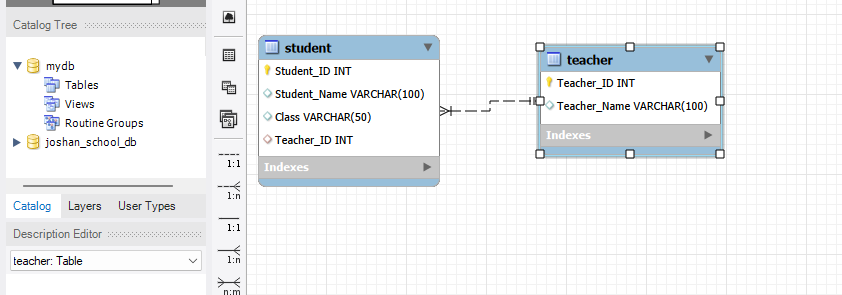 Catalog Tree
mydb
Tables
Views
Routine Groups
joshan_school_db
Catalog Layers User Types
Description Editor
teacher: Table
1:1
1:n
1:1
1:n
n:m
student
Student_ID INT
Student_Name VARCHAR(100)
Class VARCHAR(50)
Teacher_ID INT
Indexes
teacher
Teacher_ID INT
Teacher_Name VARCHAR(100)
Indexes